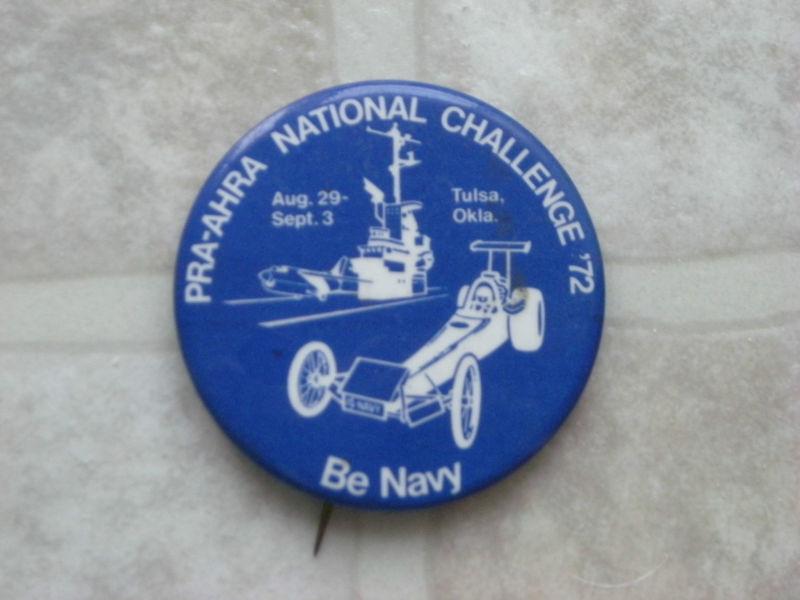 PRA-AHRA NATIONAL CHALLENGE '72
Aug. 29-
Sept. 3
Tulsa,
Okla.
NAVY
Be Navy